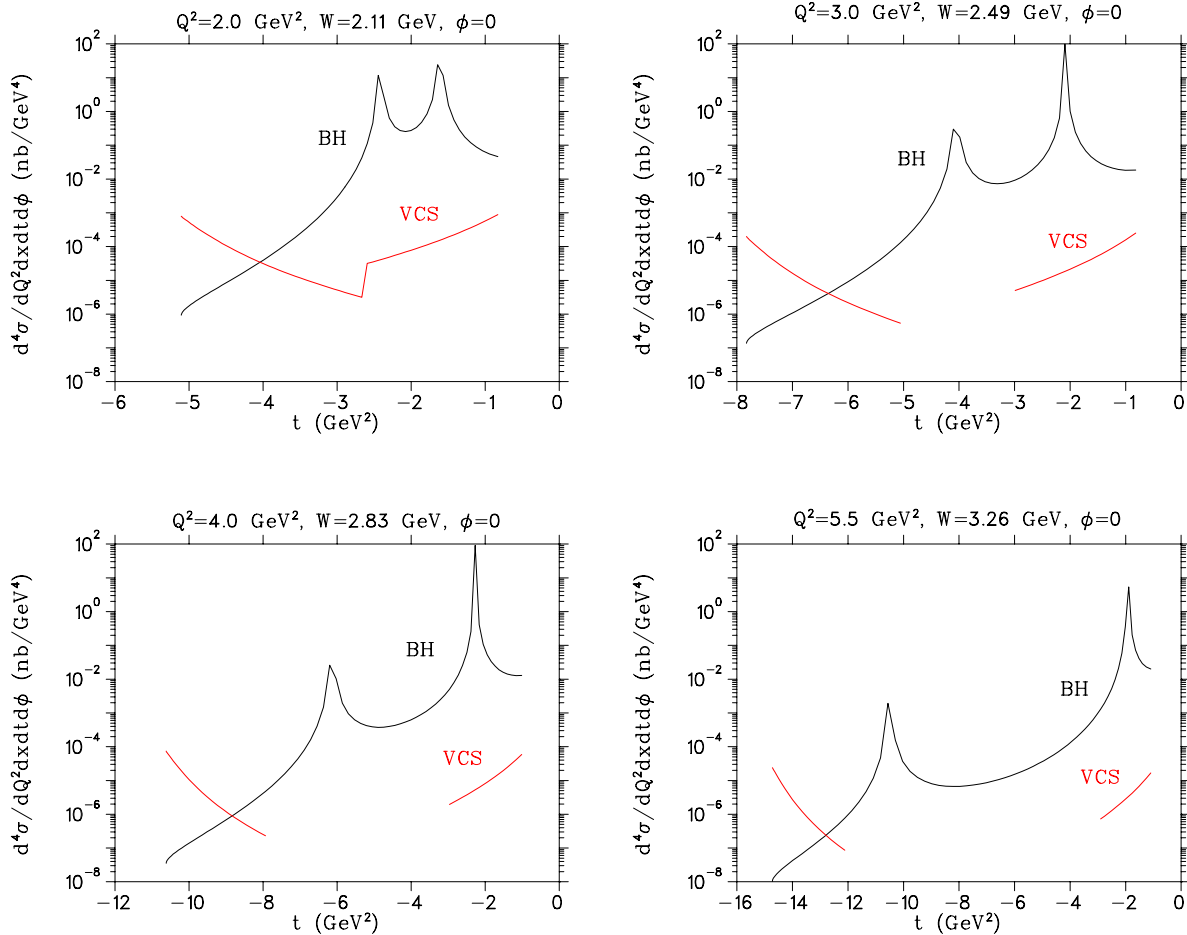 Q²=2.0 GeV², W=2.11 GeV, ϕ=0
d⁴σ/dQ²dxdtdϕ (nb/GeV⁴)
10²
10⁰
10⁻²
10⁻⁴
10⁻⁶
10⁻⁸
BH
VCS
−6 −5 −4 −3 −2 −1 0
t (GeV²)
Q²=3.0 GeV², W=2.49 GeV, ϕ=0
d⁴σ/dQ²dxdtdϕ (nb/GeV⁴)
10²
10⁰
10⁻²
10⁻⁴
10⁻⁶
10⁻⁸
BH
VCS
−8 −7 −6 −5 −4 −3 −2 −1 0
t (GeV²)
Q²=4.0 GeV², W=2.83 GeV, ϕ=0
d⁴σ/dQ²dxdtdϕ (nb/GeV⁴)
10²
10⁰
10⁻²
10⁻⁴
10⁻⁶
10⁻⁸
BH
VCS
−12 −10 −8 −6 −4 −2 0
t (GeV²)
Q²=5.5 GeV², W=3.26 GeV, ϕ=0
d⁴σ/dQ²dxdtdϕ (nb/GeV⁴)
10²
10⁰
10⁻²
10⁻⁴
10⁻⁶
10⁻⁸
BH
VCS
−16 −14 −12 −10 −8 −6 −4 −2 0
t (GeV²)